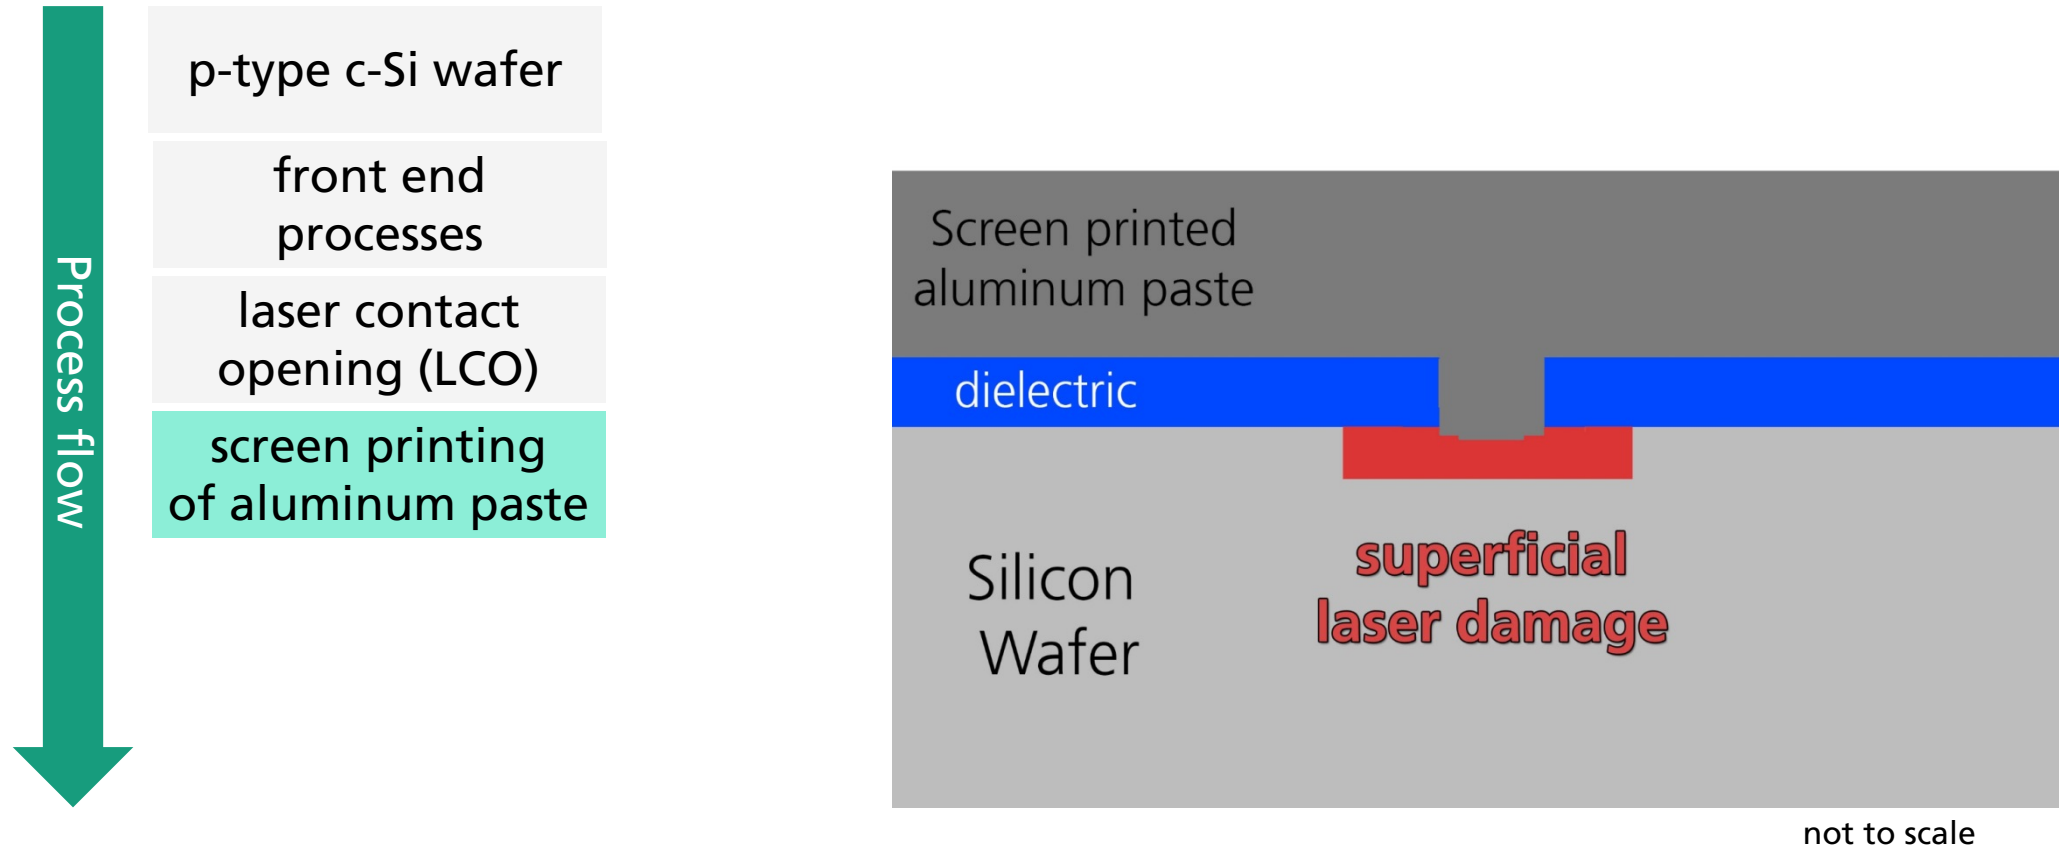 Process flow
p-type c-Si wafer
front end
processes
laser contact
opening (LCO)
screen printing
of aluminum paste
Screen printed
aluminum paste
dielectric
Silicon
Wafer
superficial
laser damage
not to scale